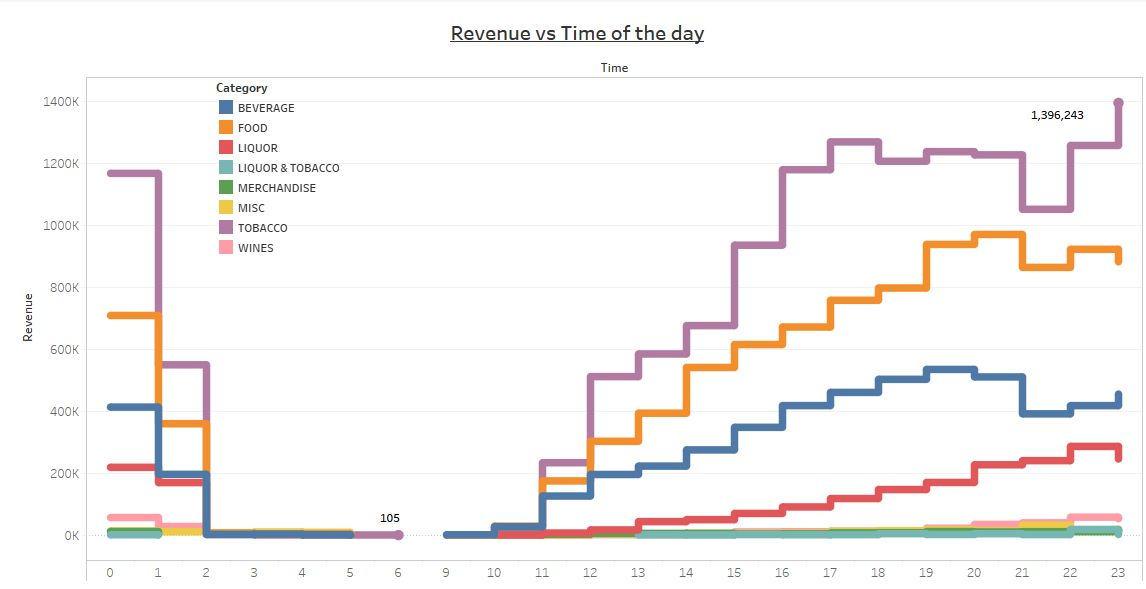 Revenue vs Time of the day
Time
Category
BEVERAGE
FOOD
LIQUOR
LIQUOR & TOBACCO
MERCHANDISE
MISC
TOBACCO
WINES
1,396,243
105
Revenue
1400K
1200K
1000K
800K
600K
400K
200K
0K
0 1 2 3 4 5 6 9 10 11 12 13 14 15 16 17 18 19 20 21 22 23